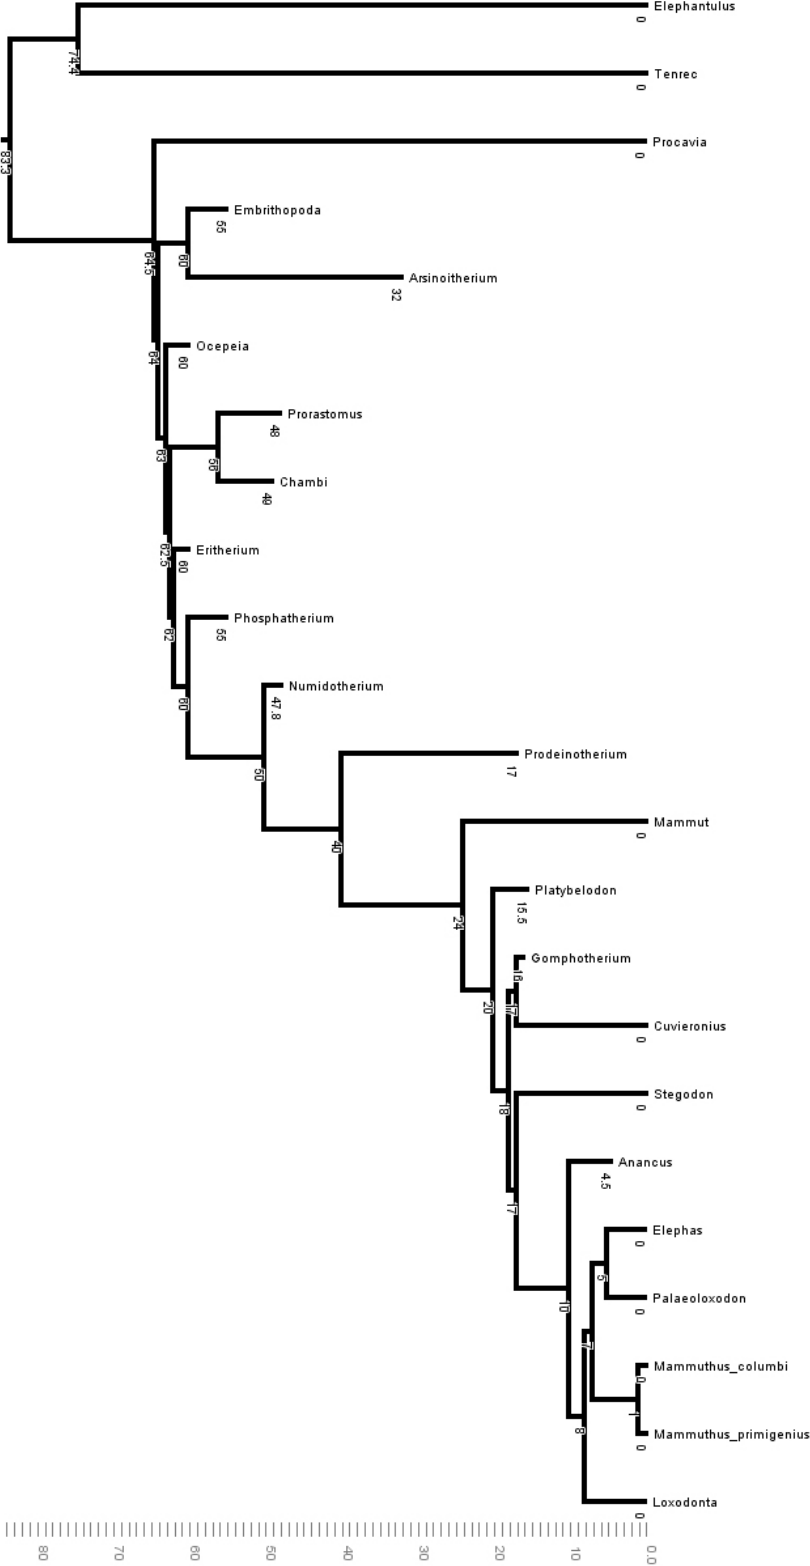 Elephantulus
0
74.4
Tenrec
0
Procavia
0
83.3
Embrithopoda
55
64.5
60
Arsinoitherium
32
Ocepeia
64
60
Prorastomus
48
63
56
Chambi
49
Eritherium
62.5
60
Phosphatherium
62
55
Numidotherium
60
47.8
Prodeinotherium
50
17
Mammut
40
0
Platybelodon
24
15.5
Gomphotherium
16
20
17
Cuvieronius
0
Stegodon
18
0
Anancus
17
4.5
Elephas
0
5
Palaeoloxodon
10
0
7
7
Mammuthus_columbi
0
1
8
Mammuthus_primigenius
0
Loxodonta
0
80 70 60 50 40 30 20 10 0.0